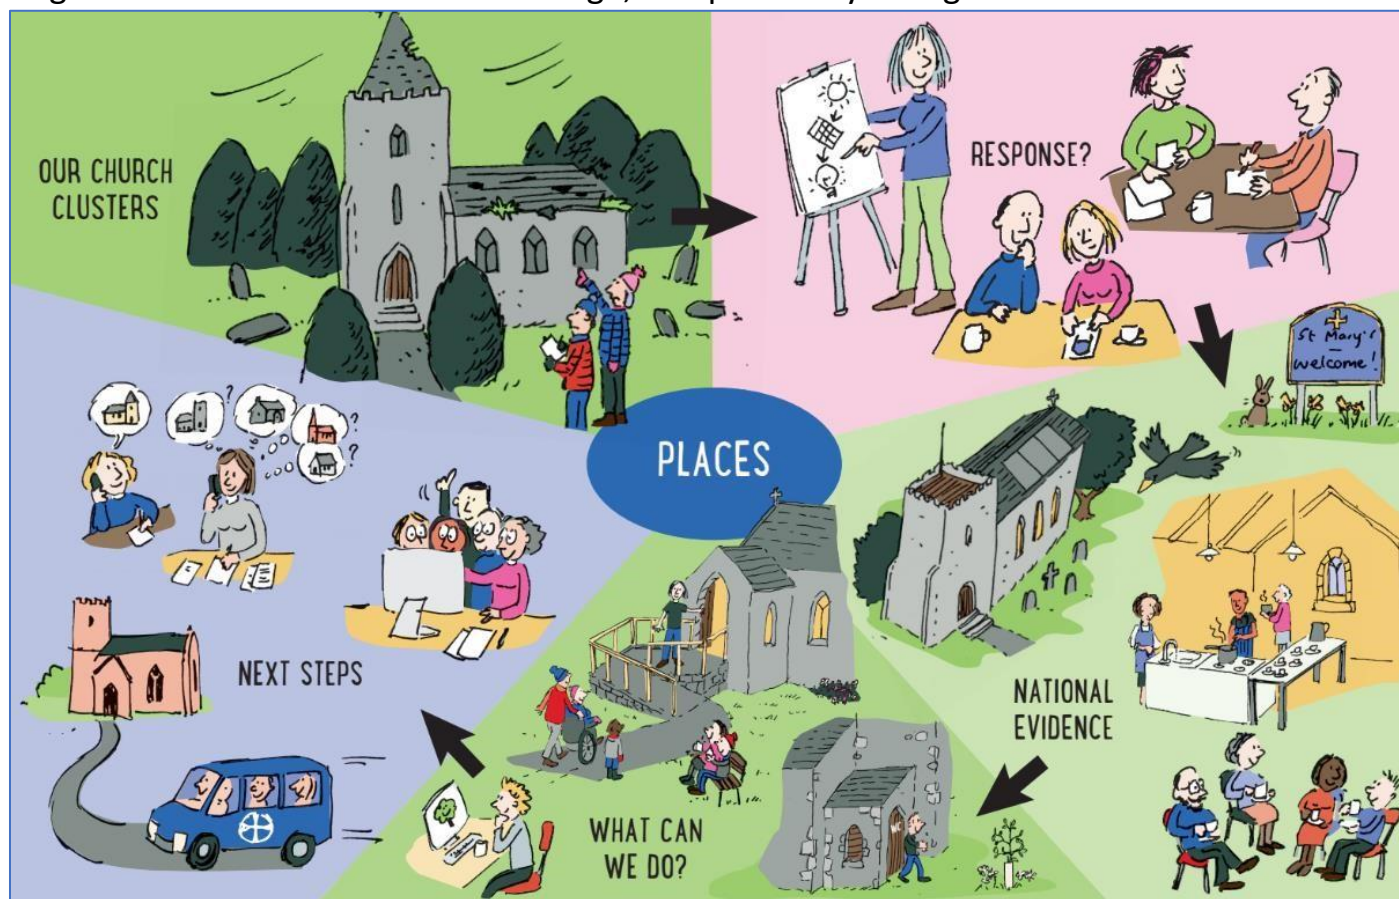 OUR CHURCH
CLUSTERS
RESPONSE?
St Mary's
welcome!
PLACES
?
?
?
?
NEXT STEPS
NATIONAL
EVIDENCE
WHAT CAN
WE DO?